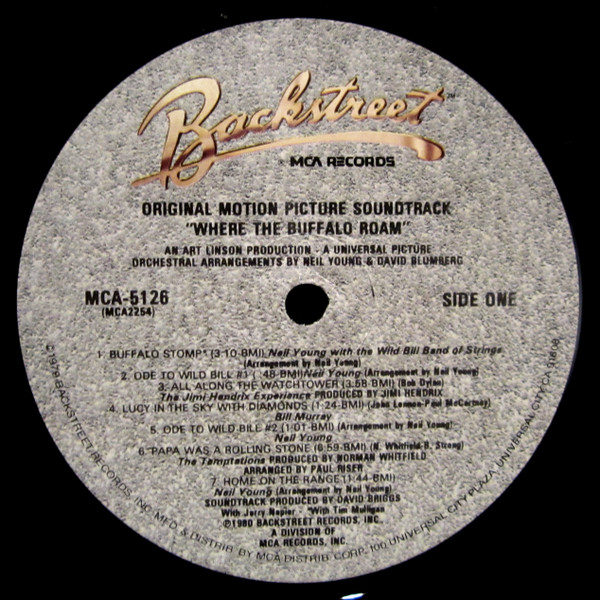 Backstreet™
MCA RECORDS
ORIGINAL MOTION PICTURE SOUNDTRACK
"WHERE THE BUFFALO ROAM"
AN ART LINSON PRODUCTION - A UNIVERSAL PICTURE
ORCHESTRAL ARRANGEMENTS BY NEIL YOUNG & DAVID BLUMBERG
MCA-5126
(MCA2254)
SIDE ONE
1. BUFFALO STOMP* (3:10-BMI) Neil Young with the Wild Bill Band of Strings
(Arrangement by Neil Young)
2. ODE TO WILD BILL #1 (:48-BMI) Neil Young (Arrangement by Neil Young)
3. ALL ALONG THE WATCHTOWER (3:58-BMI) (Bob Dylan)
The Jimi Hendrix Experience PRODUCED BY JIMI HENDRIX
4. LUCY IN THE SKY WITH DIAMONDS (1:24-BMI) (John Lennon-Paul McCartney)
Bill Murray
5. ODE TO WILD BILL #2 (1:01-BMI) (Arrangement by Neil Young)
Neil Young
6. PAPA WAS A ROLLING STONE (6:59-BMI) (N. Whitfield-B. Strong)
The Temptations PRODUCED BY NORMAN WHITFIELD
ARRANGED BY PAUL RISER
7. HOME ON THE RANGE (1:44-BMI)
Neil Young (Arrangement by Neil Young)
SOUNDTRACK PRODUCED BY DAVID BRIGGS
With Jerry Napier - *With Tim Mulligan
©1980 BACKSTREET RECORDS, INC.,
A DIVISION OF
MCA RECORDS, INC.
©1979 BACKSTREET RECORDS, INC. MFD. & DISTRIB. BY MCA DISTRIB. CORP. 100 UNIVERSAL CITY PLAZA, UNIVERSAL CITY, CA